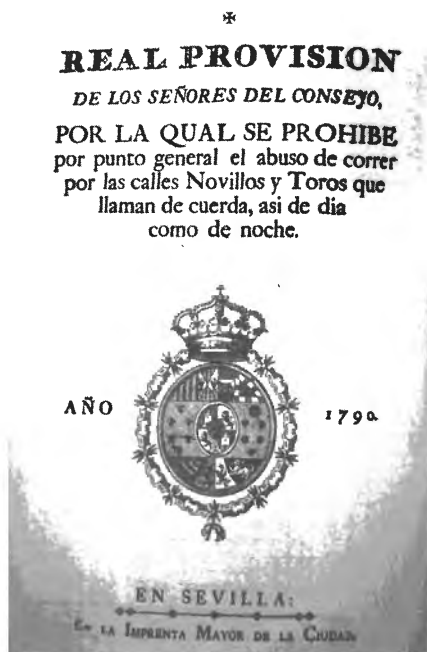 ✠
REAL PROVISION
DE LOS SEÑORES DEL CONSEJO,
POR LA QUAL SE PROHIBE
por punto general el abuso de correr
por las calles Novillos y Toros que
llaman de cuerda, asi de dia
como de noche.
AÑO 1790.
EN SEVILLA:
EN LA IMPRENTA MAYOR DE LA CIUDAD.